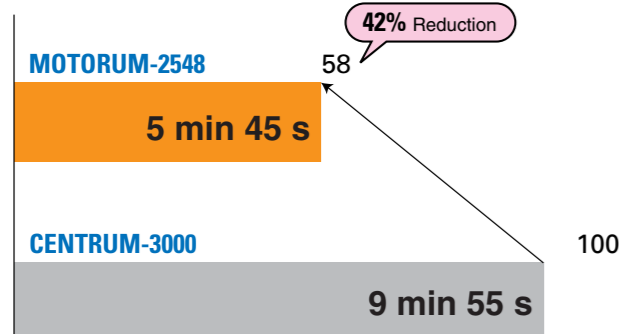 42% Reduction
MOTORUM-2548 58
5 min 45 s
CENTRUM-3000 100
9 min 55 s